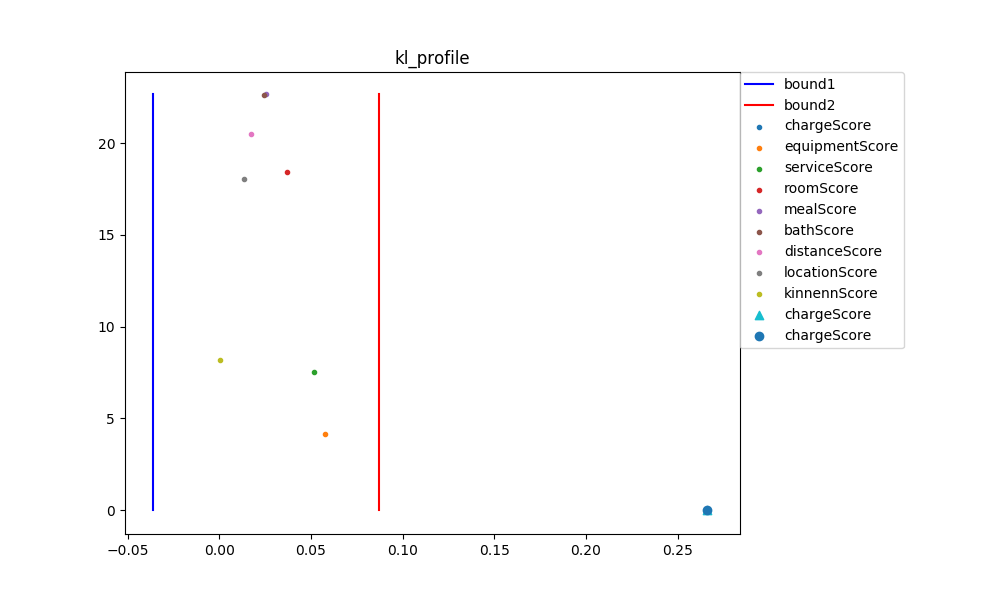 kl_profile
bound1
bound2
chargeScore
equipmentScore
serviceScore
roomScore
mealScore
bathScore
distanceScore
locationScore
kinnennScore
chargeScore
chargeScore
20
15
10
5
0
−0.05
0.00
0.05
0.10
0.15
0.20
0.25